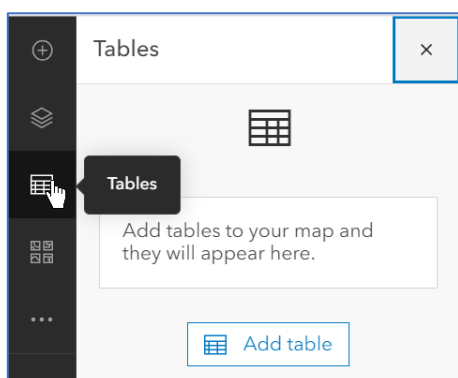 Tables
Tables
Add tables to your map and
they will appear here.
Add table